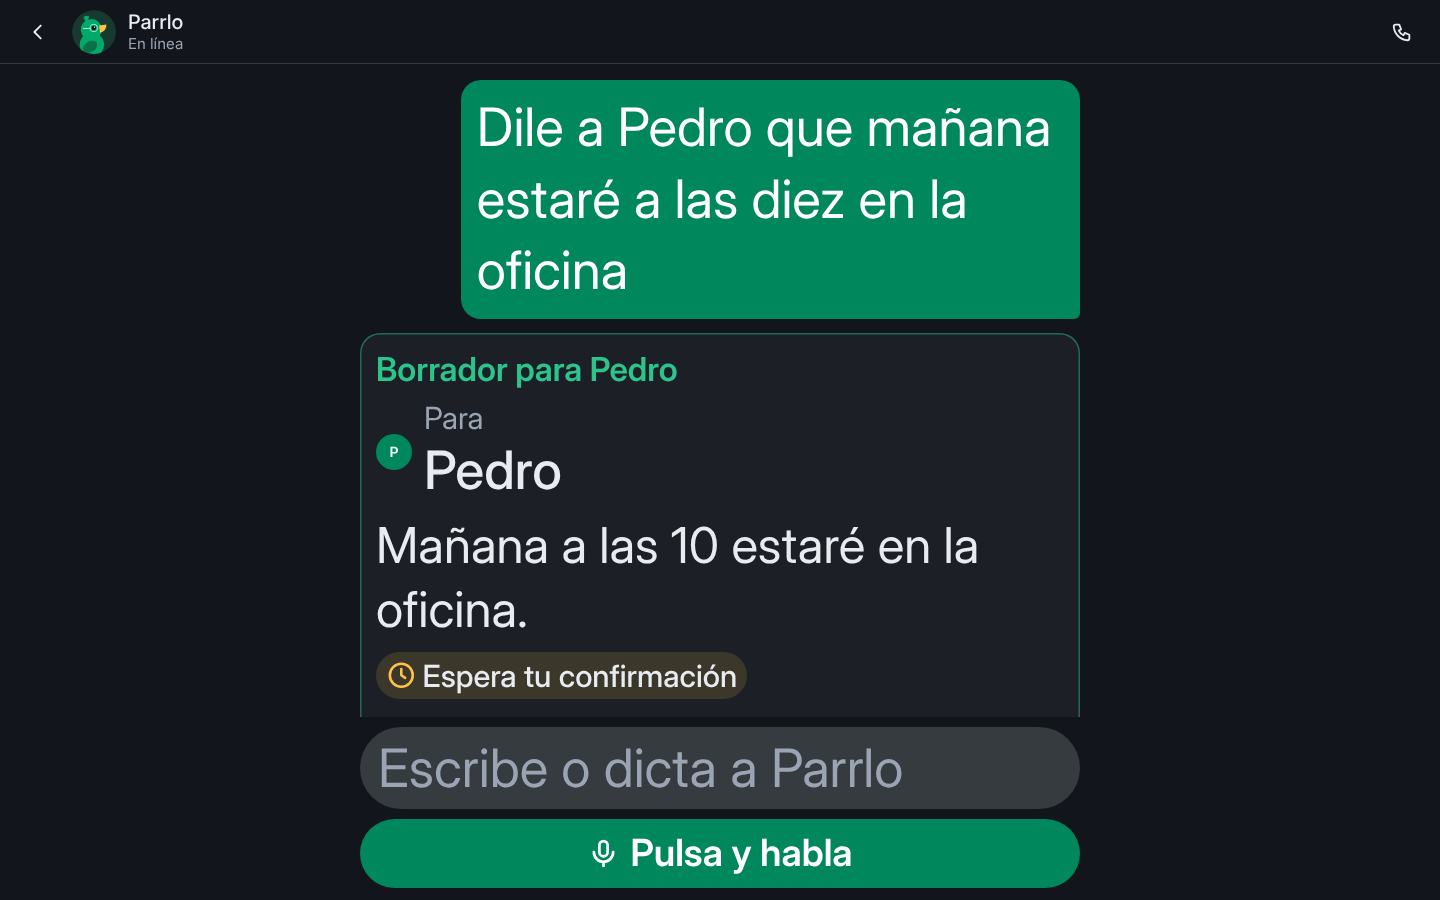 Parrlo
En línea
Dile a Pedro que mañana
estaré a las diez en la
oficina
Borrador para Pedro
Para
P
Pedro
Mañana a las 10 estaré en la
oficina.
Espera tu confirmación
Escribe o dicta a Parrlo
Pulsa y habla